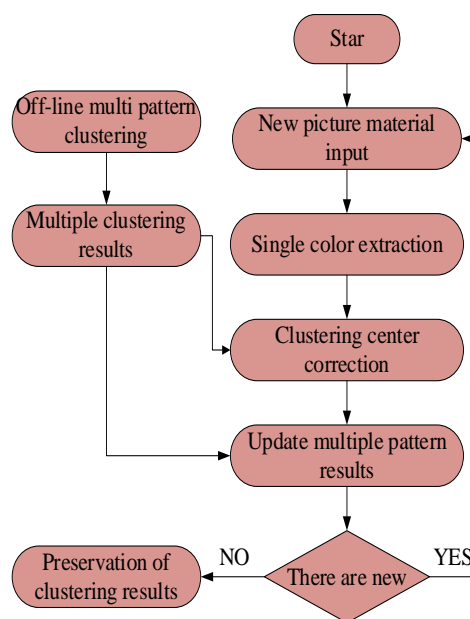 Star
Off-line multi pattern
clustering
New picture material
input
Multiple clustering
results
Single color extraction
Clustering center
correction
Update multiple pattern
results
NO
YES
Preservation of
clustering results
There are new